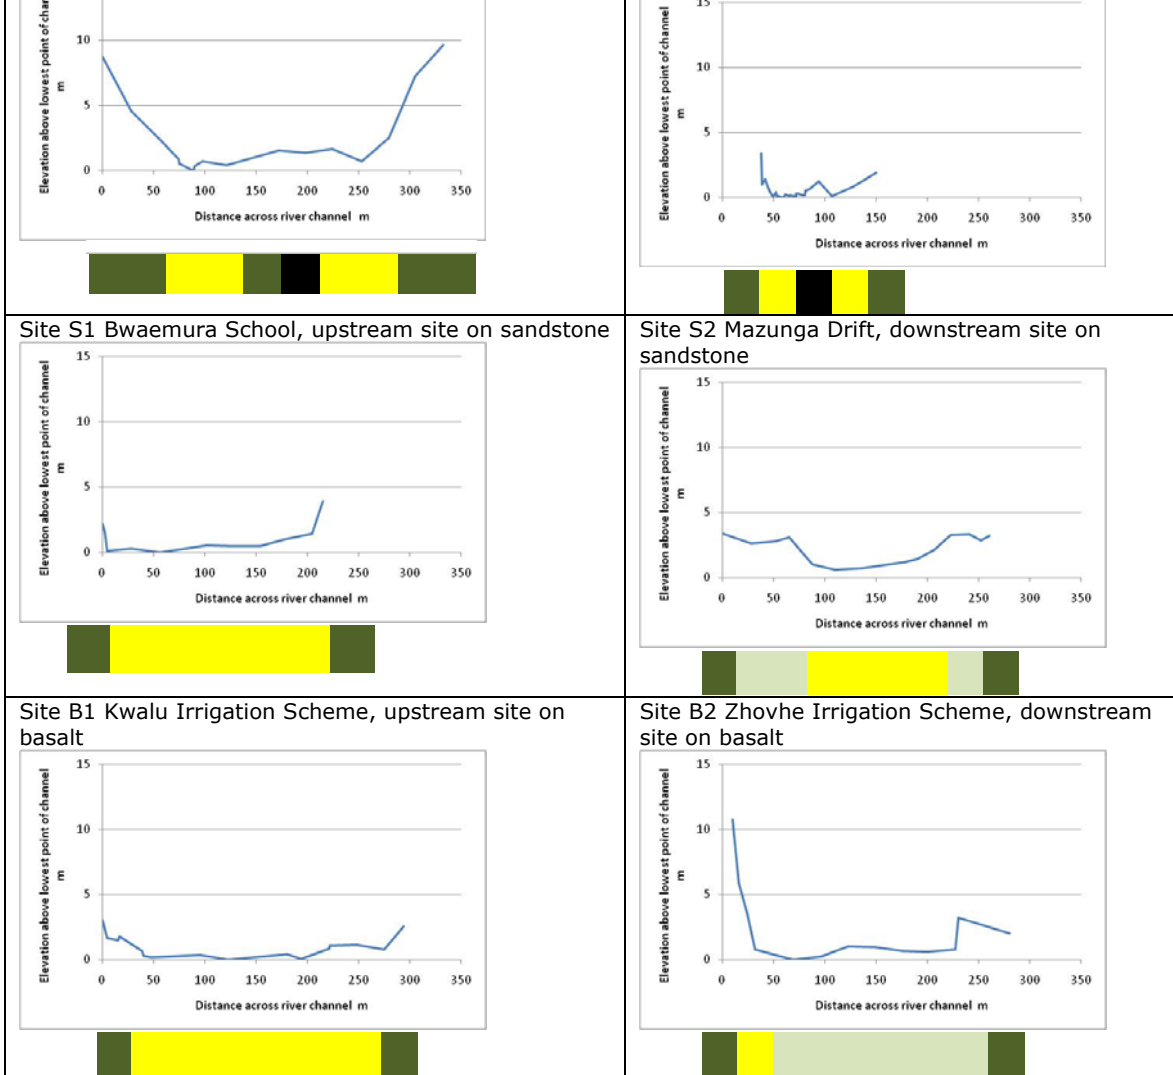 Elevation above lowest point of chan
m
10
5
0
0 50 100 150 200 250 300 350
Distance across river channel m
Elevation above lowest point of channel
m
15
10
5
0
0 50 100 150 200 250 300 350
Distance across river channel m
Site S1 Bwaemura School, upstream site on sandstone
Elevation above lowest point of channel
m
15
10
5
0
0 50 100 150 200 250 300 350
Distance across river channel m
Site S2 Mazunga Drift, downstream site on
sandstone
Elevation above lowest point of channel
m
15
10
5
0
0 50 100 150 200 250 300 350
Distance across river channel m
Site B1 Kwalu Irrigation Scheme, upstream site on
basalt
Elevation above lowest point of channel
m
15
10
5
0
0 50 100 150 200 250 300 350
Distance across river channel m
Site B2 Zhovhe Irrigation Scheme, downstream
site on basalt
Elevation above lowest point of channel
m
15
10
5
0
0 50 100 150 200 250 300 350
Distance across river channel m